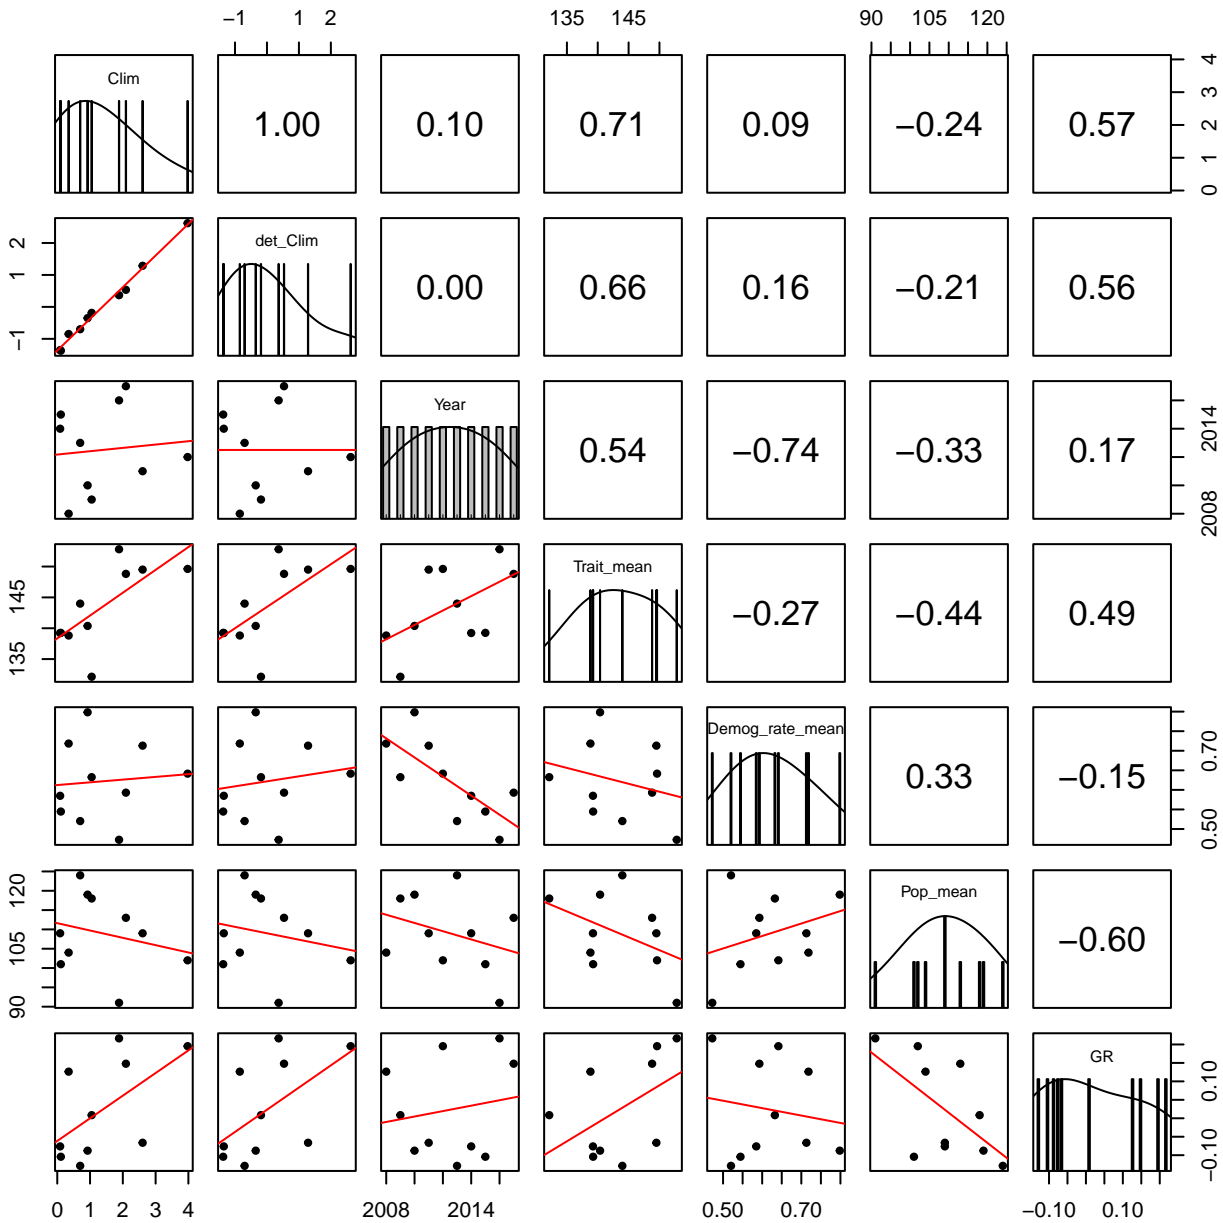 −1 1 2 135 145 90 105 120
Clim 1.00 0.10 0.71 0.09 −0.24 0.57 0 1 2 3 4
−1 1 2 det_Clim 0.00 0.66 0.16 −0.21 0.56
Year 0.54 −0.74 −0.33 0.17 2008 2014
135 145 Trait_mean −0.27 −0.44 0.49
Demog_rate_mean 0.33 −0.15 0.50 0.70
90 105 120 Pop_mean −0.60
GR −0.10 0.10
0 1 2 3 4 2008 2014 0.50 0.70 −0.10 0.10